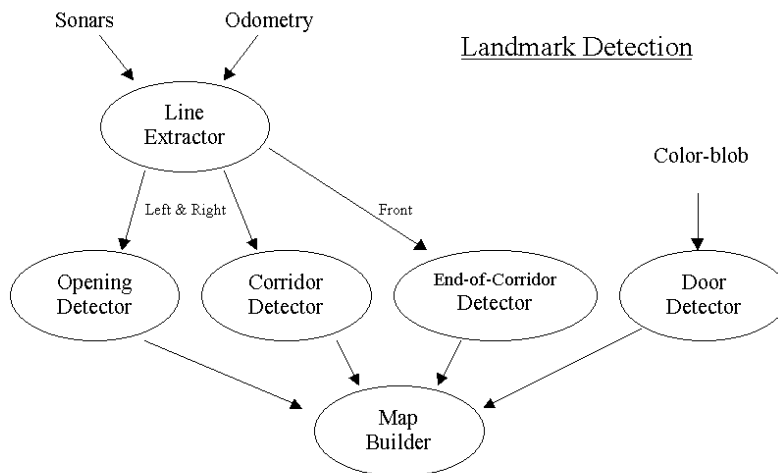 Sonars
Odometry
Landmark Detection
Line
Extractor
Color-blob
Left & Right
Front
Opening
Detector
Corridor
Detector
End-of-Corridor
Detector
Door
Detector
Map
Builder